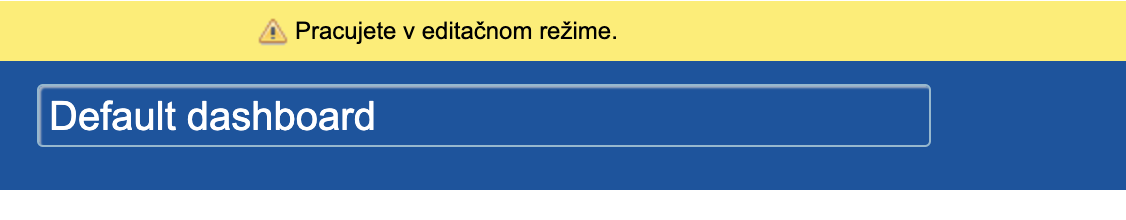 Pracujete v editačnom režime.
Default dashboard